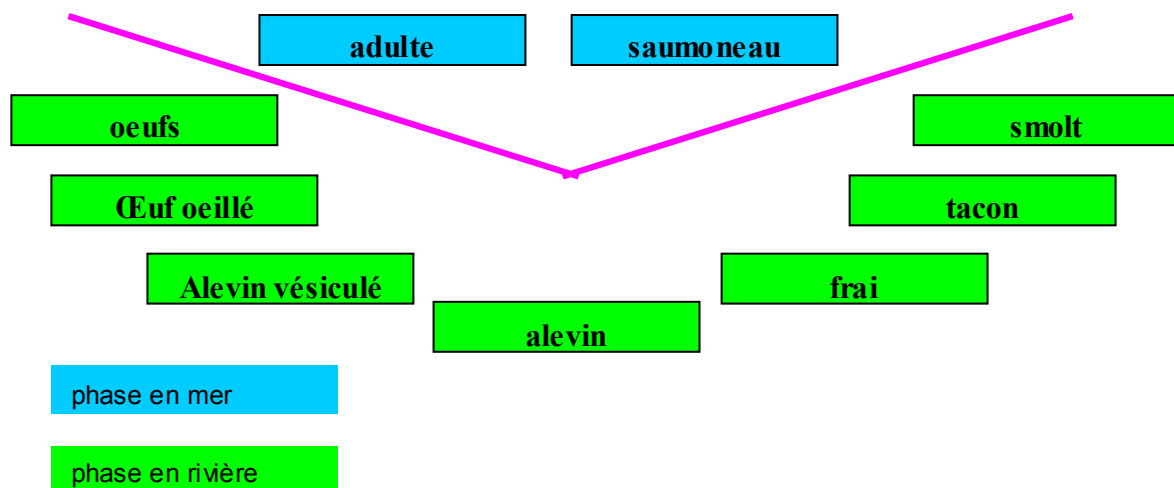 adulte
saumoneau
oeufs
smolt
Œuf oeillé
tacon
Alevin vésiculé
frai
alevin
phase en mer
phase en rivière